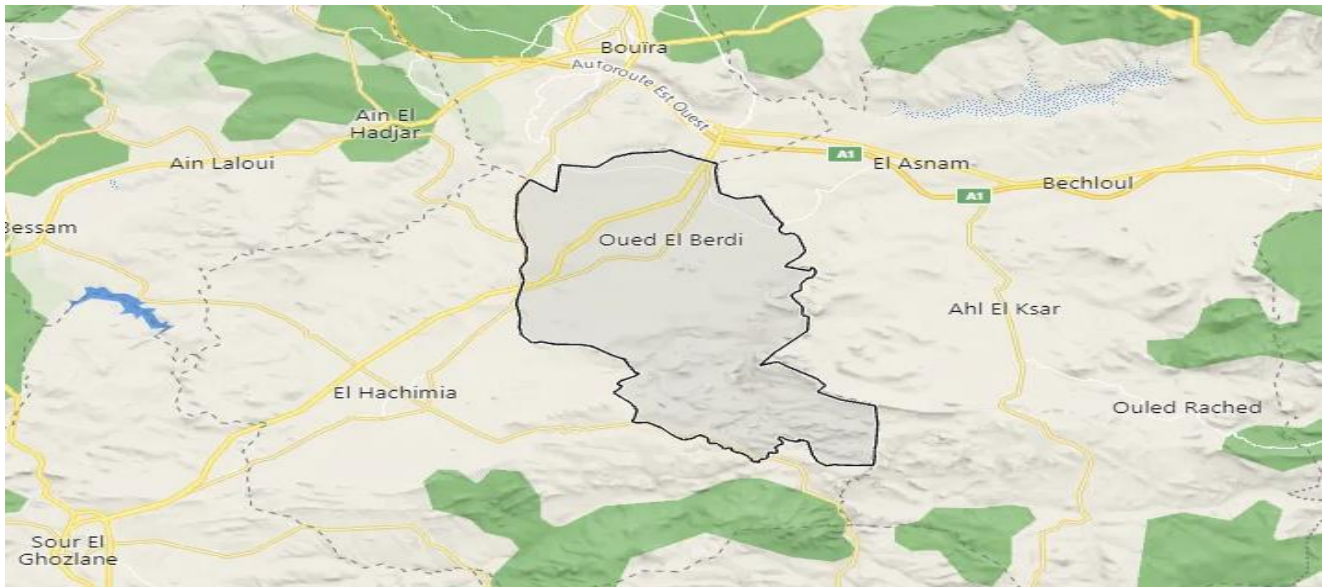 Bouïra
Autoroute Est Ouest
Ain El
Hadjar
A1
El Asnam
Ain Laloui
Bechloul
A1
Bessam
Oued El Berdi
Ahl El Ksar
El Hachimia
Ouled Rached
Sour El
Ghozlane